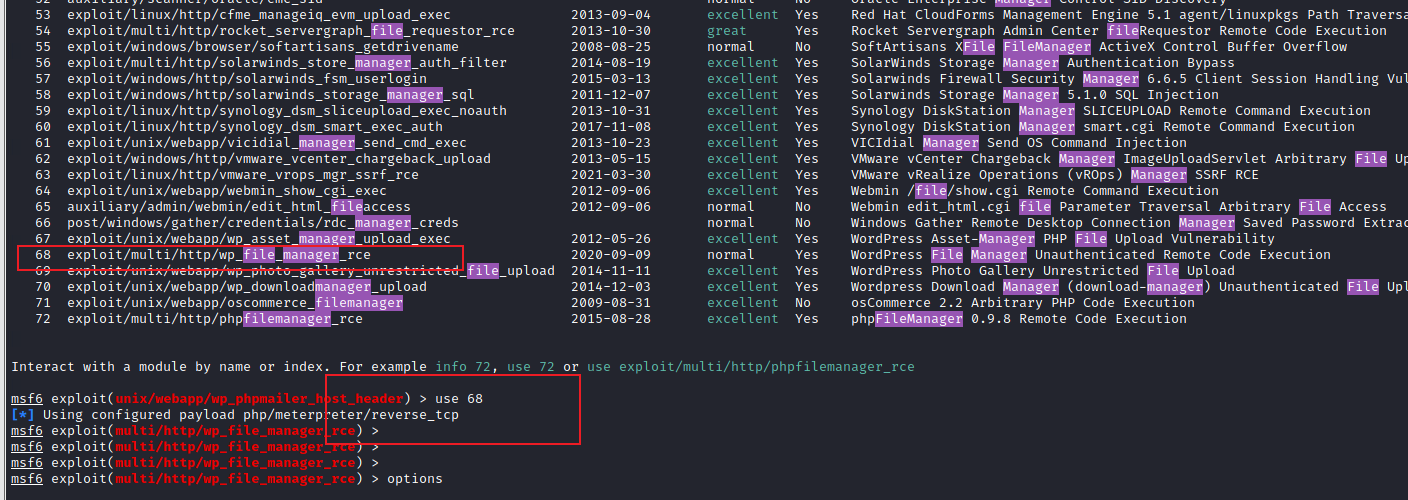 52 auxiliary/scanner/oracle/emc_sid normal No Oracle Enterprise Manager Control SID Discovery
53 exploit/linux/http/cfme_manageiq_evm_upload_exec 2013-09-04 excellent Yes Red Hat CloudForms Management Engine 5.1 agent/linuxpkgs Path Traversa
54 exploit/multi/http/rocket_servergraph_file_requestor_rce 2013-10-30 great Yes Rocket Servergraph Admin Center fileRequestor Remote Code Execution
55 exploit/windows/browser/softartisans_getdrivename 2008-08-25 normal No SoftArtisans XFile FileManager ActiveX Control Buffer Overflow
56 exploit/multi/http/solarwinds_store_manager_auth_filter 2014-08-19 excellent Yes SolarWinds Storage Manager Authentication Bypass
57 exploit/windows/http/solarwinds_fsm_userlogin 2015-03-13 excellent Yes Solarwinds Firewall Security Manager 6.6.5 Client Session Handling Vul
58 exploit/windows/http/solarwinds_storage_manager_sql 2011-12-07 excellent Yes Solarwinds Storage Manager 5.1.0 SQL Injection
59 exploit/linux/http/synology_dsm_sliceupload_exec_noauth 2013-10-31 excellent Yes Synology DiskStation Manager SLICEUPLOAD Remote Command Execution
60 exploit/linux/http/synology_dsm_smart_exec_auth 2017-11-08 excellent Yes Synology DiskStation Manager smart.cgi Remote Command Execution
61 exploit/unix/webapp/vicidial_manager_send_cmd_exec 2013-10-23 excellent Yes VICIdial Manager Send OS Command Injection
62 exploit/windows/http/vmware_vcenter_chargeback_upload 2013-05-15 excellent Yes VMware vCenter Chargeback Manager ImageUploadServlet Arbitrary File Up
63 exploit/linux/http/vmware_vrops_mgr_ssrf_rce 2021-03-30 excellent Yes VMware vRealize Operations (vROps) Manager SSRF RCE
64 exploit/unix/webapp/webmin_show_cgi_exec 2012-09-06 excellent Yes Webmin /file/show.cgi Remote Command Execution
65 auxiliary/admin/webmin/edit_html_fileaccess 2012-09-06 normal No Webmin edit_html.cgi file Parameter Traversal Arbitrary File Access
66 post/windows/gather/credentials/rdc_manager_creds normal No Windows Gather Remote Desktop Connection Manager Saved Password Extrac
67 exploit/unix/webapp/wp_asset_manager_upload_exec 2012-05-26 excellent Yes WordPress Asset-Manager PHP File Upload Vulnerability
68 exploit/multi/http/wp_file_manager_rce 2020-09-09 normal Yes WordPress File Manager Unauthenticated Remote Code Execution
69 exploit/unix/webapp/wp_photo_gallery_unrestricted_file_upload 2014-11-11 excellent Yes WordPress Photo Gallery Unrestricted File Upload
70 exploit/unix/webapp/wp_downloadmanager_upload 2014-12-03 excellent Yes Wordpress Download Manager (download-manager) Unauthenticated File Upl
71 exploit/unix/webapp/oscommerce_filemanager 2009-08-31 excellent No osCommerce 2.2 Arbitrary PHP Code Execution
72 exploit/multi/http/phpfilemanager_rce 2015-08-28 excellent Yes phpFileManager 0.9.8 Remote Code Execution
Interact with a module by name or index. For example info 72, use 72 or use exploit/multi/http/phpfilemanager_rce
msf6 exploit(unix/webapp/wp_phpmailer_host_header) > use 68
[*] Using configured payload php/meterpreter/reverse_tcp
msf6 exploit(multi/http/wp_file_manager_rce) >
msf6 exploit(multi/http/wp_file_manager_rce) >
msf6 exploit(multi/http/wp_file_manager_rce) >
msf6 exploit(multi/http/wp_file_manager_rce) > options